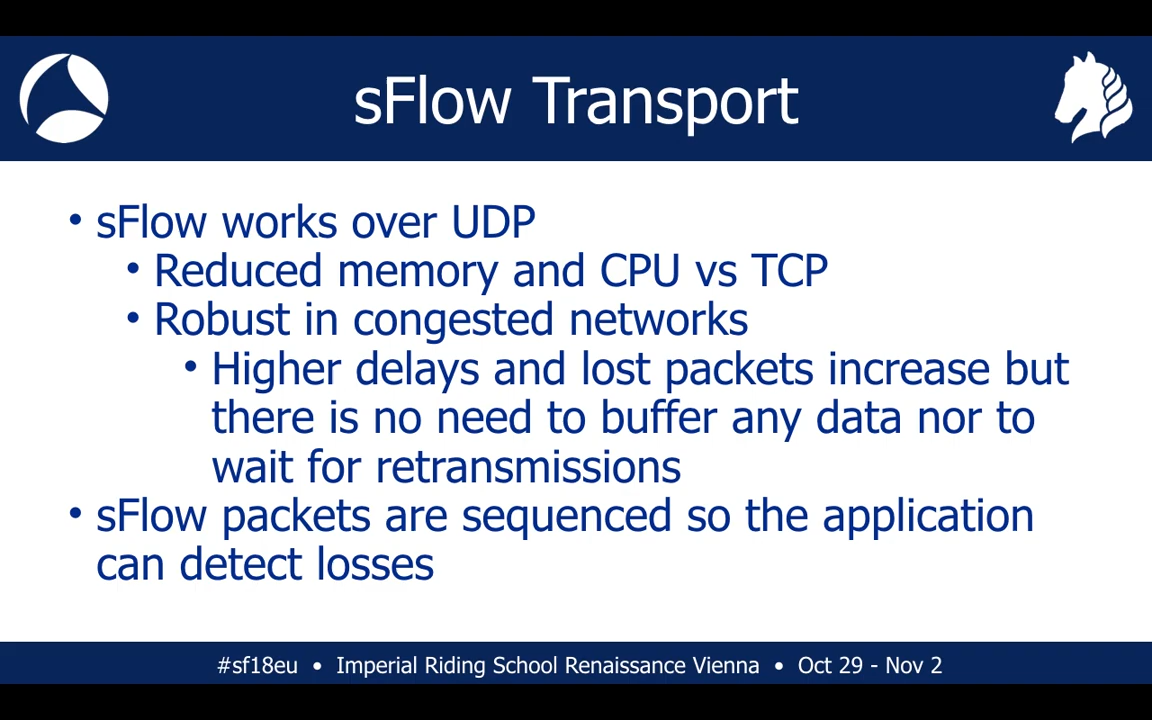 sFlow Transport
• sFlow works over UDP
• Reduced memory and CPU vs TCP
• Robust in congested networks
• Higher delays and lost packets increase but
there is no need to buffer any data nor to
wait for retransmissions
• sFlow packets are sequenced so the application
can detect losses
#sf18eu • Imperial Riding School Renaissance Vienna • Oct 29 - Nov 2